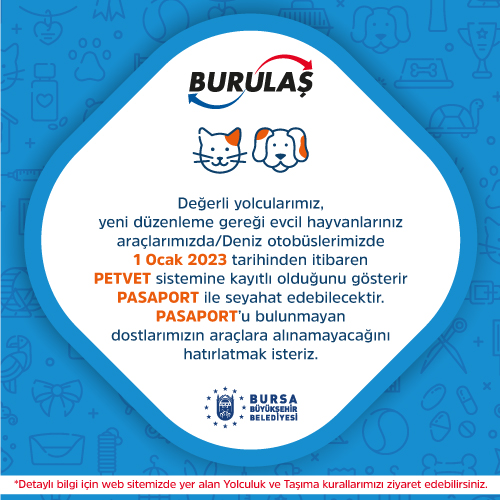 BURULAŞ
Değerli yolcularımız,
yeni düzenleme gereği evcil hayvanlarınız
araçlarımızda/Deniz otobüslerimizde
1 Ocak 2023 tarihinden itibaren
PETVET sistemine kayıtlı olduğunu gösterir
PASAPORT ile seyahat edebilecektir.
PASAPORT'u bulunmayan
dostlarımızın araçlara alınamayacağını
hatırlatmak isteriz.
BURSA
BÜYÜKŞEHİR
BELEDİYESİ
*Detaylı bilgi için web sitemizde yer alan Yolculuk ve Taşıma kurallarımızı ziyaret edebilirsiniz.